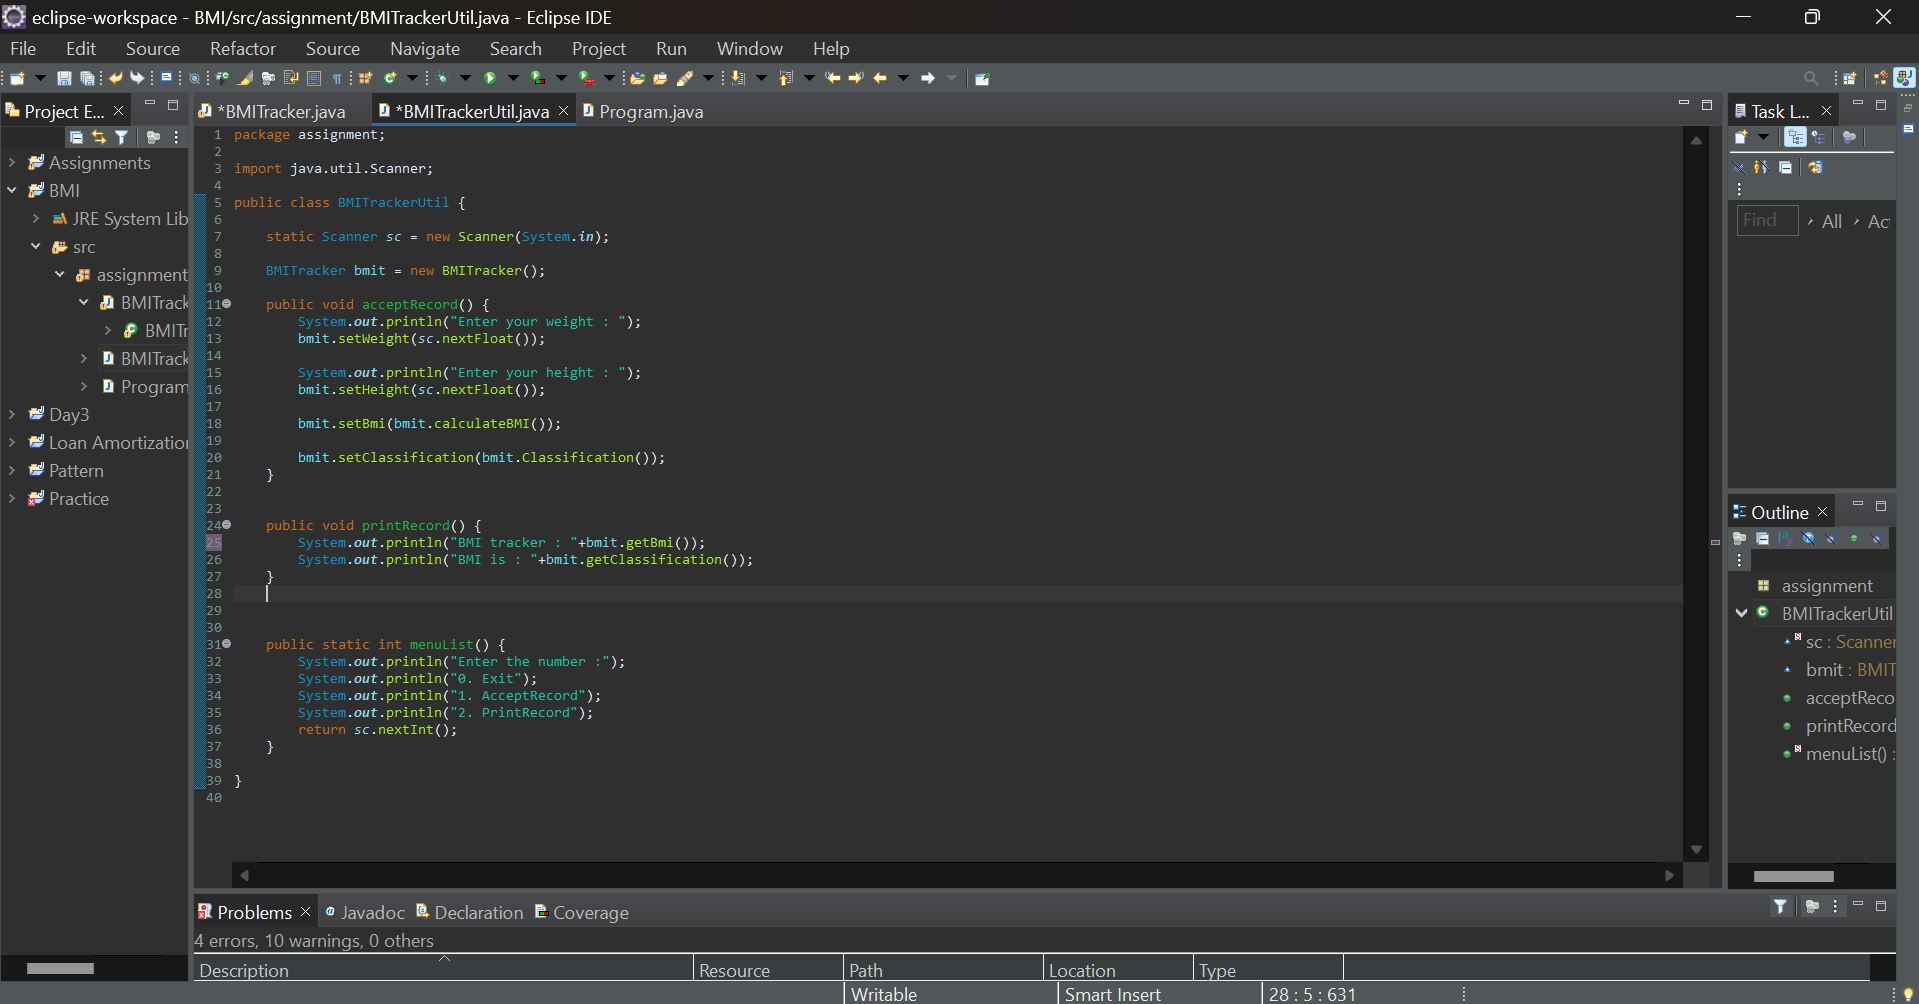 eclipse-workspace - BMI/src/assignment/BMITrackerUtil.java - Eclipse IDE
File Edit Source Refactor Source Navigate Search Project Run Window Help
Project E...
Assignments
BMI
JRE System Lib
src
assignment
BMITrack
BMITr
BMITrack
Program
Day3
Loan Amortization
Pattern
Practice
*BMITracker.java *BMITrackerUtil.java Program.java
1 package assignment;
2
3 import java.util.Scanner;
4
5 public class BMITrackerUtil {
6
7 static Scanner sc = new Scanner(System.in);
8
9 BMITracker bmit = new BMITracker();
10
11 public void acceptRecord() {
12 System.out.println("Enter your weight : ");
13 bmit.setWeight(sc.nextFloat());
14
15 System.out.println("Enter your height : ");
16 bmit.setHeight(sc.nextFloat());
17
18 bmit.setBmi(bmit.calculateBMI());
19
20 bmit.setClassification(bmit.Classification());
21 }
22
23
24 public void printRecord() {
25 System.out.println("BMI tracker : "+bmit.getBmi());
26 System.out.println("BMI is : "+bmit.getClassification());
27 }
28
29
30
31 public static int menuList() {
32 System.out.println("Enter the number :");
33 System.out.println("0. Exit");
34 System.out.println("1. AcceptRecord");
35 System.out.println("2. PrintRecord");
36 return sc.nextInt();
37 }
38
39 }
40
Task L...
Find All Ac
Outline
assignment
BMITrackerUtil
sc : Scanner
bmit : BMIT
acceptReco
printRecord
menuList() :
Problems Javadoc Declaration Coverage
4 errors, 10 warnings, 0 others
Description Resource Path Location Type
Writable Smart Insert 28 : 5 : 631